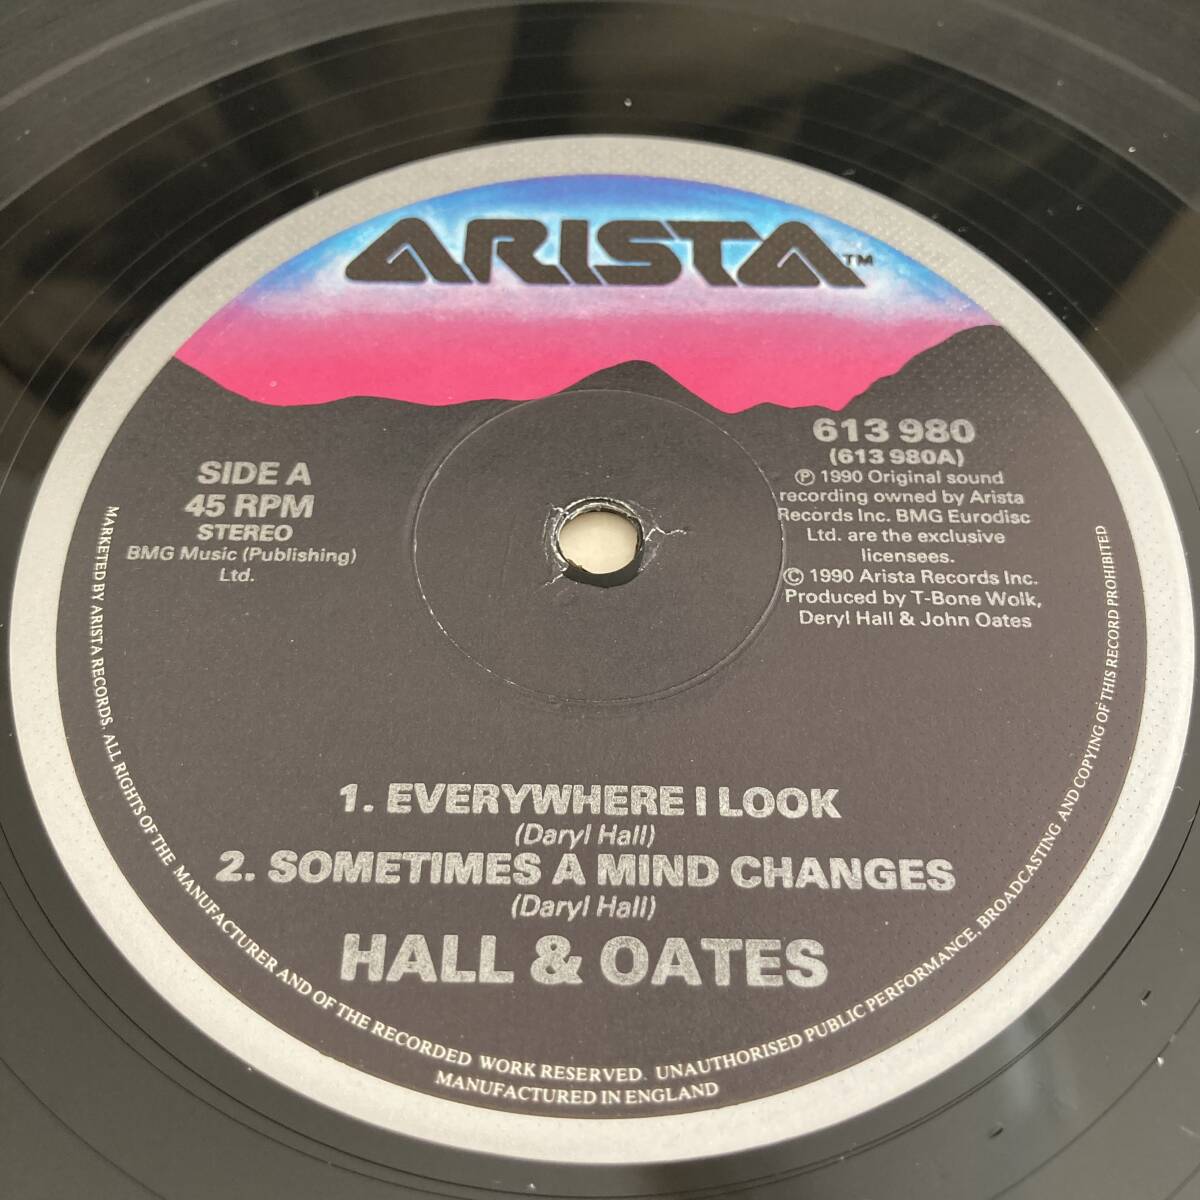 ARISTA™
SIDE A
45 RPM
STEREO
BMG Music (Publishing)
Ltd.
613 980
(613 980A)
℗ 1990 Original sound
recording owned by Arista
Records Inc. BMG Eurodisc
Ltd. are the exclusive
licensees.
© 1990 Arista Records Inc.
Produced by T-Bone Wolk,
Deryl Hall & John Oates
1. EVERYWHERE I LOOK
(Daryl Hall)
2. SOMETIMES A MIND CHANGES
(Daryl Hall)
HALL & OATES
MARKETED BY ARISTA RECORDS. ALL RIGHTS OF THE MANUFACTURER AND OF THE RECORDED WORK RESERVED. UNAUTHORISED PUBLIC PERFORMANCE, BROADCASTING AND COPYING OF THIS RECORD PROHIBITED
MANUFACTURED IN ENGLAND